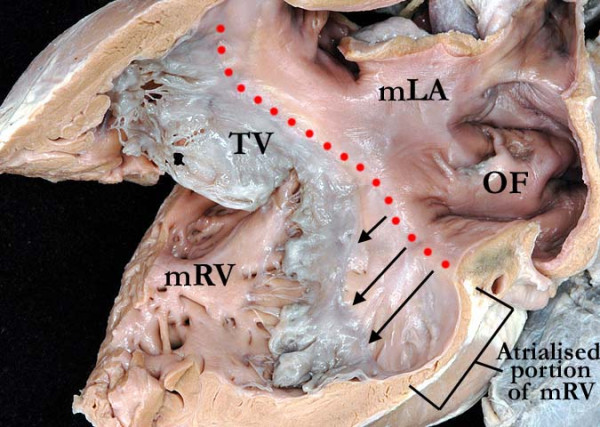 mLA
TV
OF
mRV
Atrialised
portion
of mRV